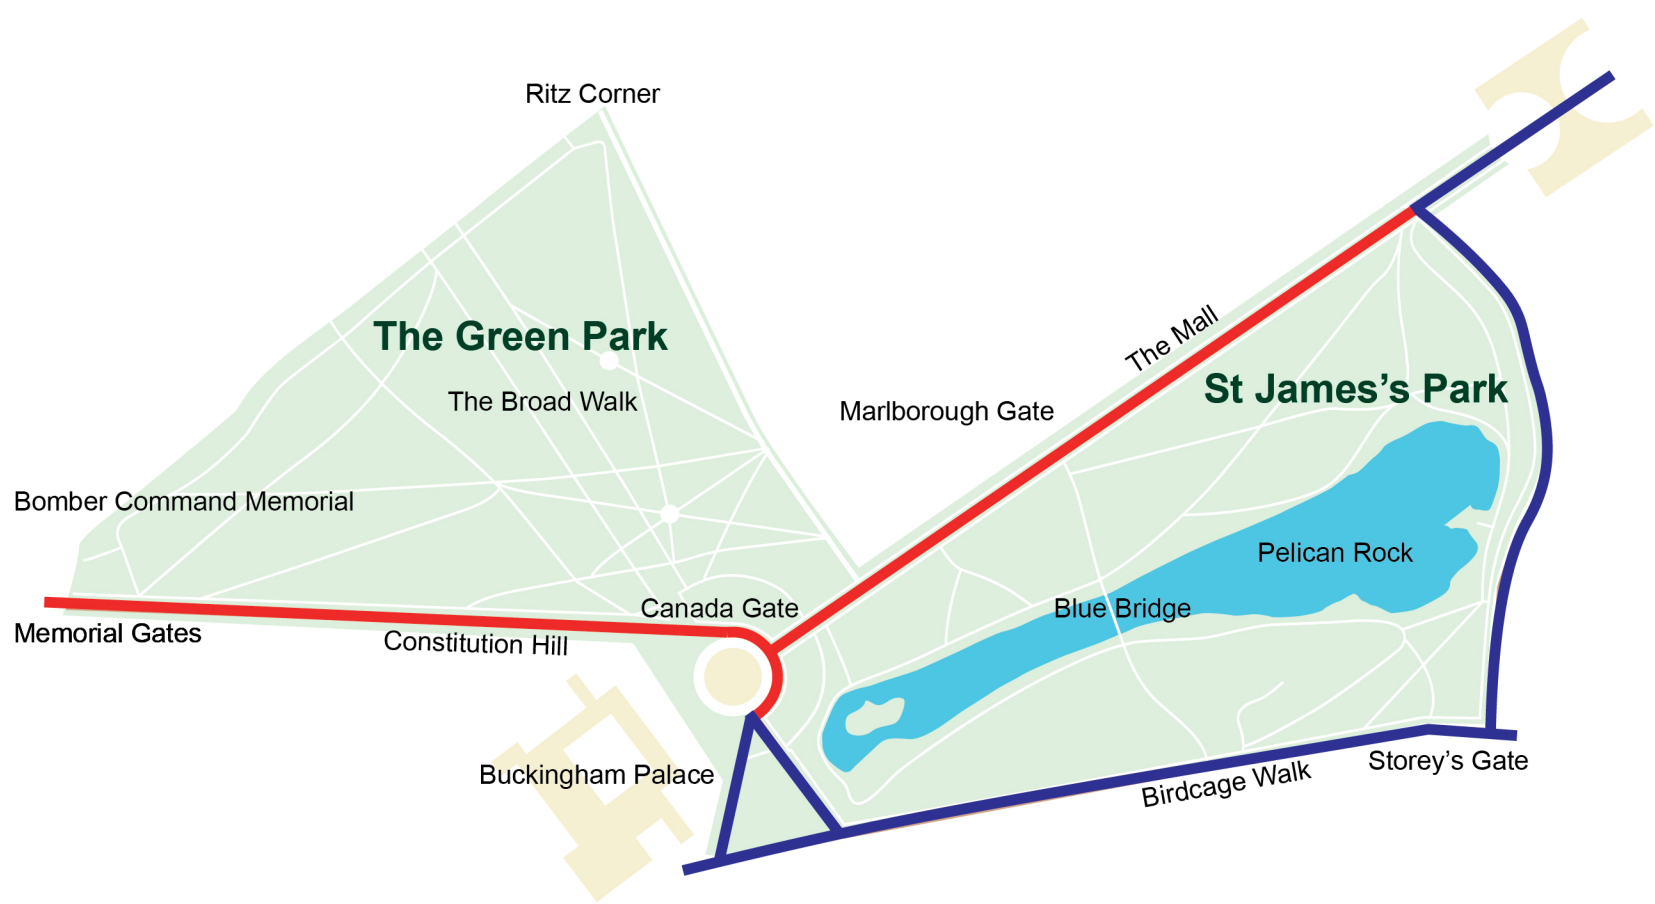 Ritz Corner
The Green Park
The Broad Walk
The Mall
Marlborough Gate
St James’s Park
Bomber Command Memorial
Pelican Rock
Canada Gate
Blue Bridge
Memorial Gates
Constitution Hill
Buckingham Palace
Birdcage Walk
Storey’s Gate